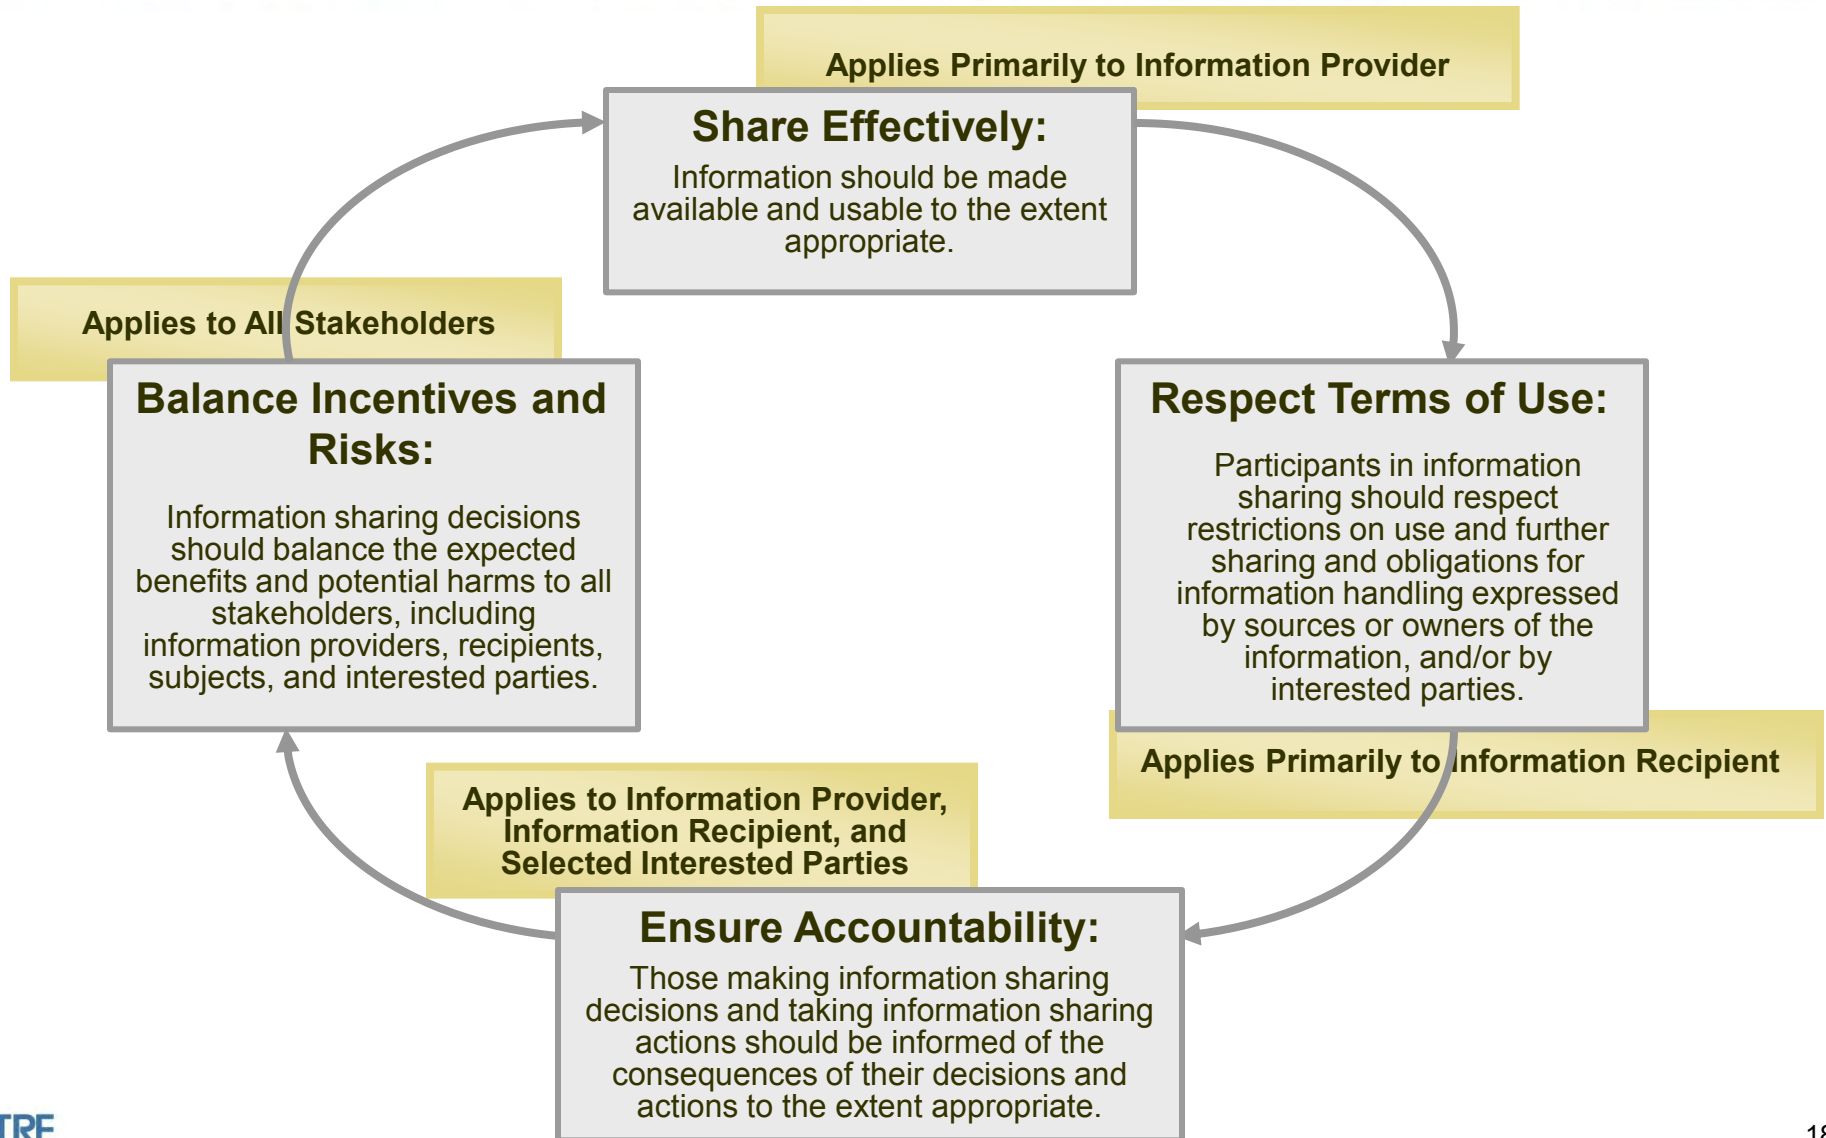 Applies Primarily to Information Provider
Share Effectively:
Information should be made
available and usable to the extent
appropriate.
Applies to All Stakeholders
Balance Incentives and
Risks:
Information sharing decisions
should balance the expected
benefits and potential harms to all
stakeholders, including
information providers, recipients,
subjects, and interested parties.
Respect Terms of Use:
Participants in information
sharing should respect
restrictions on use and further
sharing and obligations for
information handling expressed
by sources or owners of the
information, and/or by
interested parties.
Applies Primarily to Information Recipient
Applies to Information Provider,
Information Recipient, and
Selected Interested Parties
Ensure Accountability:
Those making information sharing
decisions and taking information sharing
actions should be informed of the
consequences of their decisions and
actions to the extent appropriate.